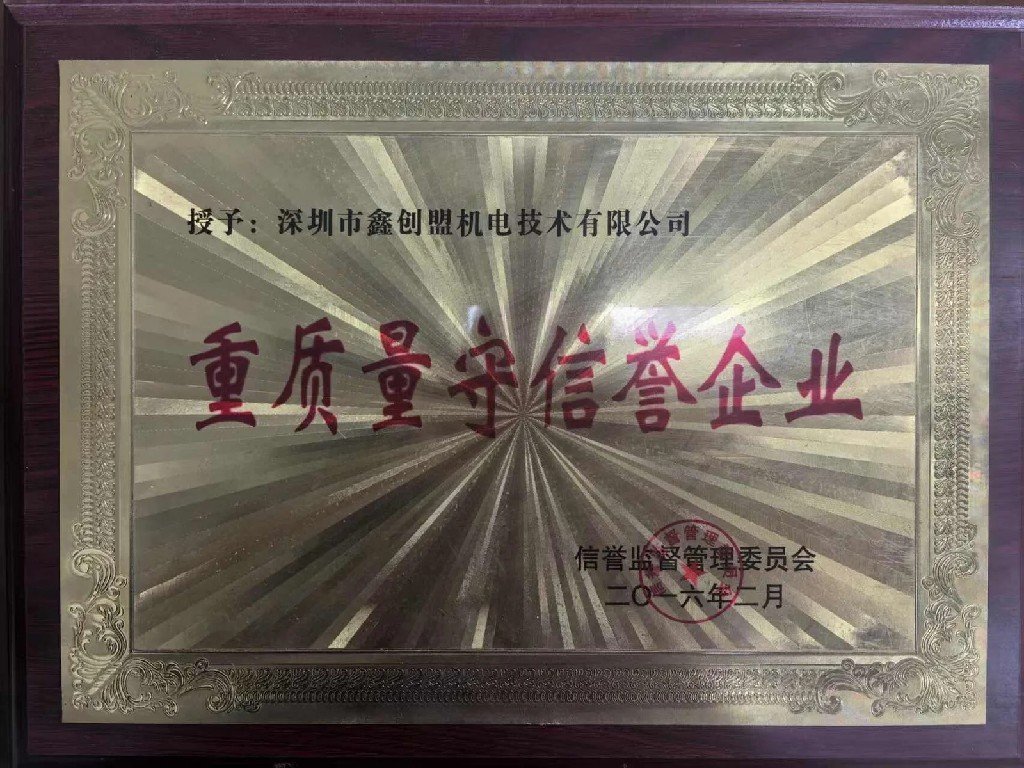 授予：深圳市鑫创盟机电技术有限公司
重质量守信誉企业
信誉监督管理委员会
二〇一六年二月